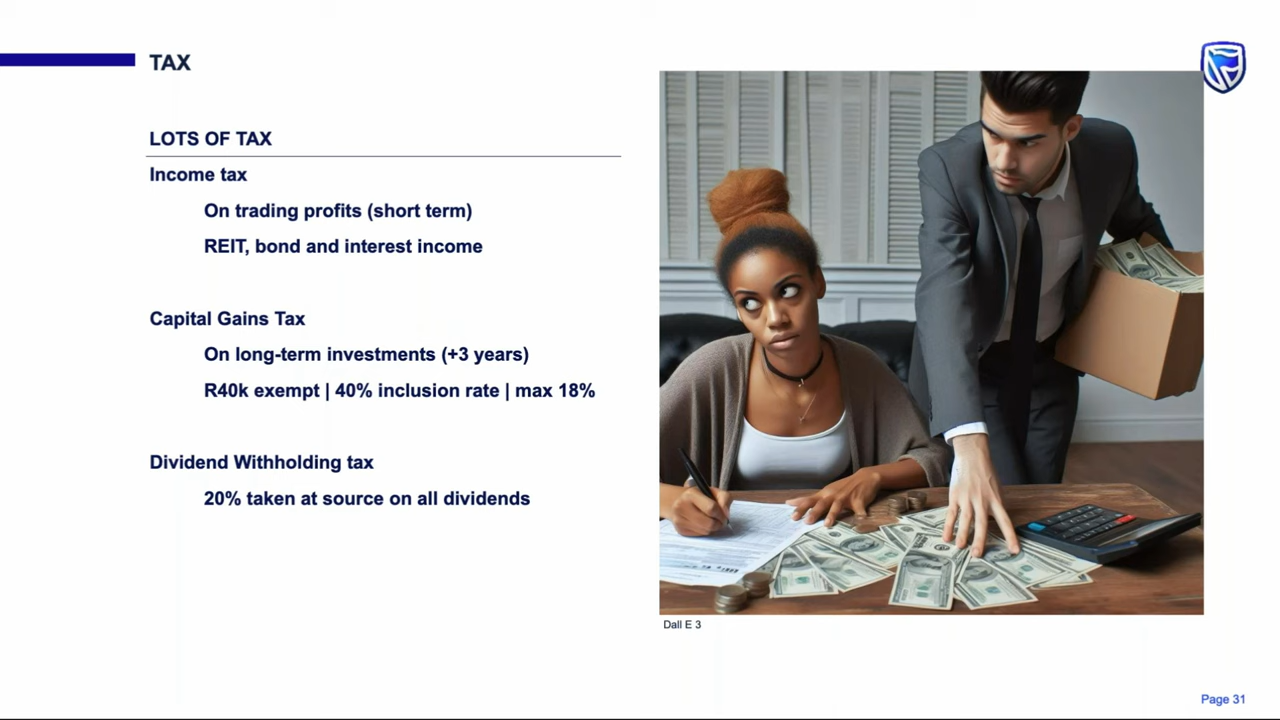 TAX
LOTS OF TAX
Income tax
On trading profits (short term)
REIT, bond and interest income
Capital Gains Tax
On long-term investments (+3 years)
R40k exempt | 40% inclusion rate | max 18%
Dividend Withholding tax
20% taken at source on all dividends
Dall E 3
Page 31